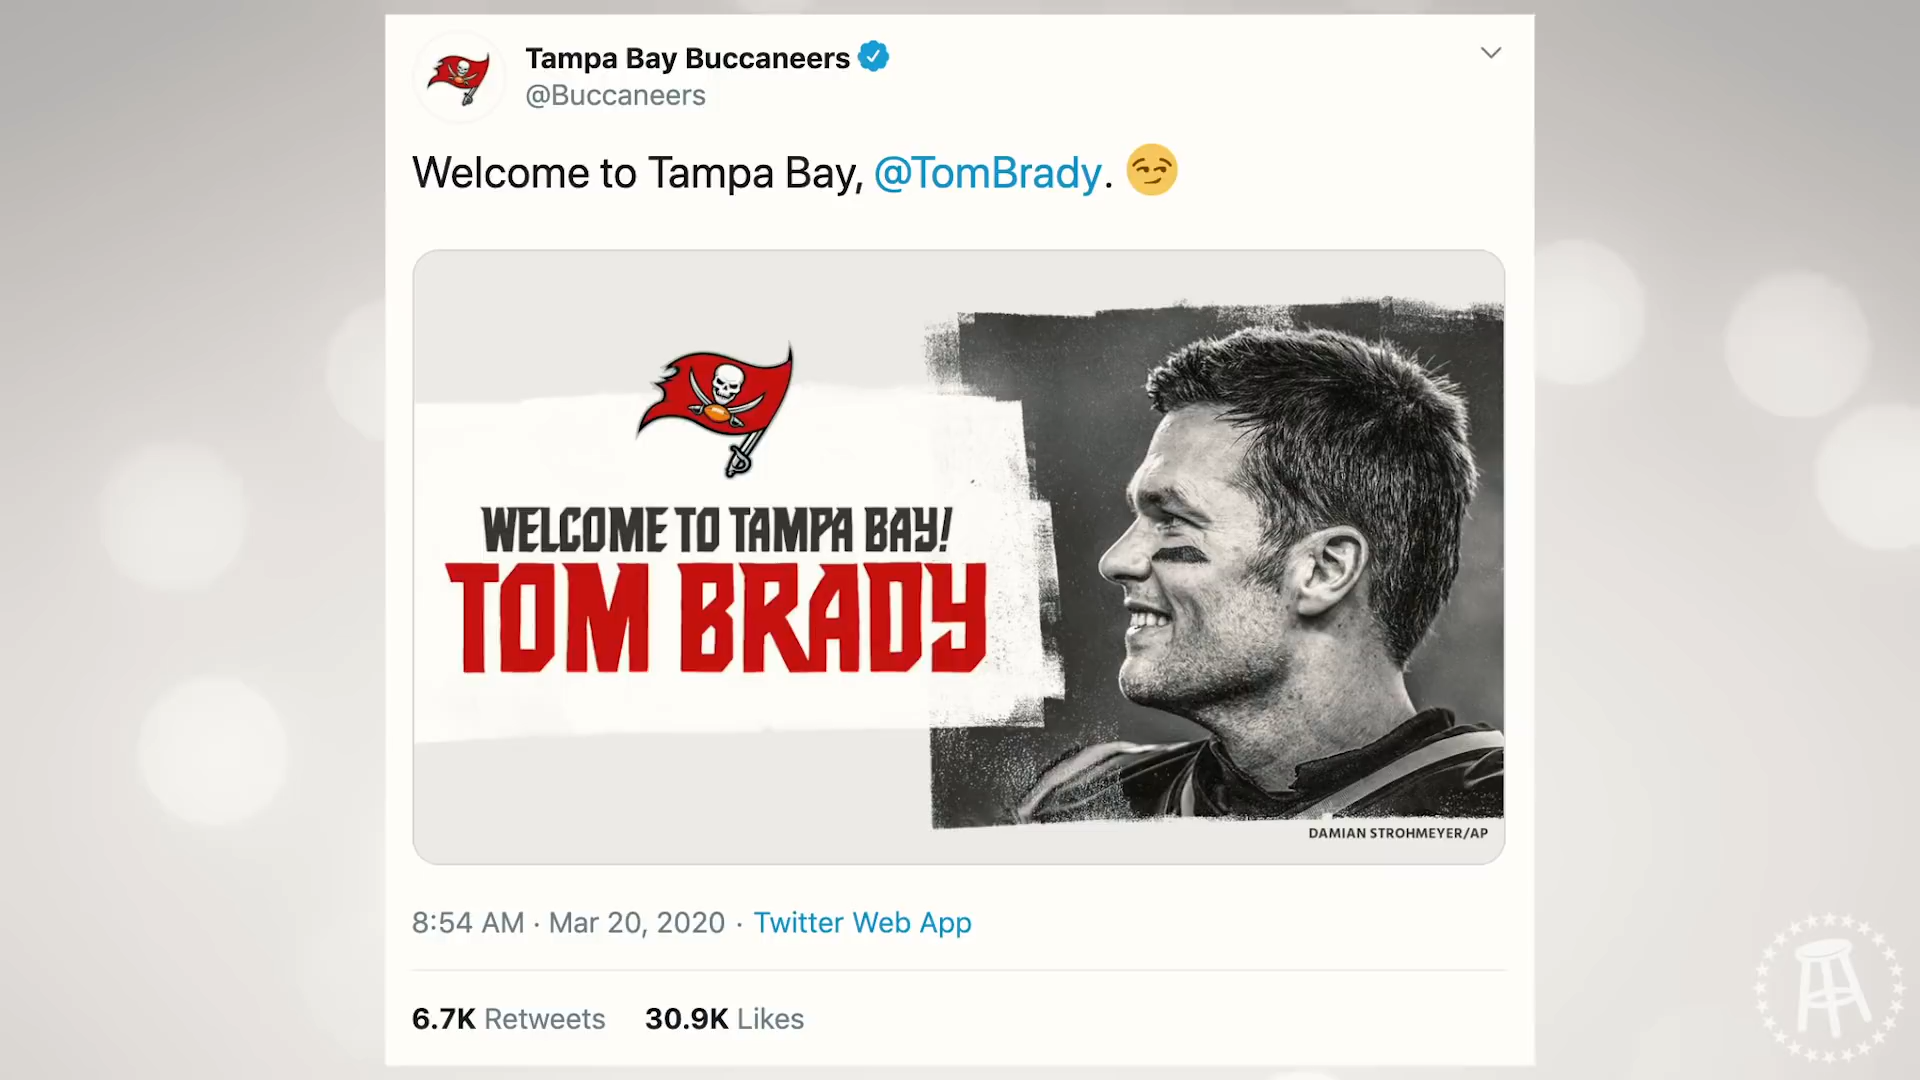 Tampa Bay Buccaneers
@Buccaneers
Welcome to Tampa Bay, @TomBrady. 😏
WELCOME TO TAMPA BAY!
TOM BRADY
DAMIAN STROHMEYER/AP
8:54 AM · Mar 20, 2020 · Twitter Web App
6.7K Retweets 30.9K Likes